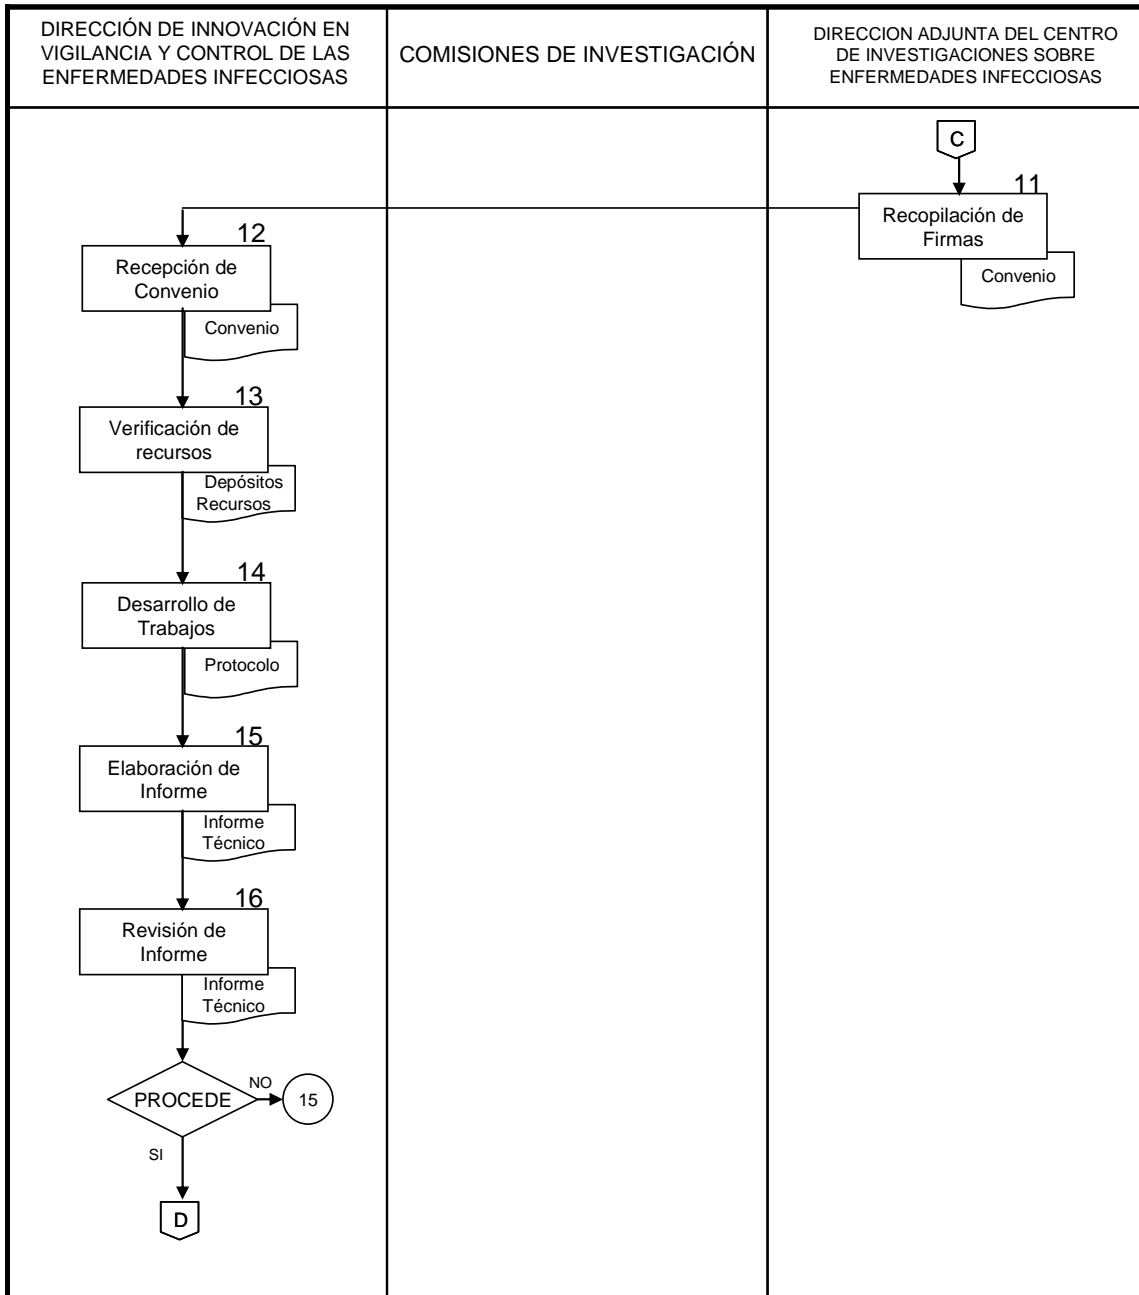 DIRECCIÓN DE INNOVACIÓN EN
VIGILANCIA Y CONTROL DE LAS
ENFERMEDADES INFECCIOSAS
COMISIONES DE INVESTIGACIÓN
DIRECCION ADJUNTA DEL CENTRO
DE INVESTIGACIONES SOBRE
ENFERMEDADES INFECCIOSAS
C
11
Recopilación de
Firmas
Convenio
12
Recepción de
Convenio
Convenio
13
Verificación de
recursos
Depósitos
Recursos
14
Desarrollo de
Trabajos
Protocolo
15
Elaboración de
Informe
Informe
Técnico
16
Revisión de
Informe
Informe
Técnico
PROCEDE
NO
15
SI
D